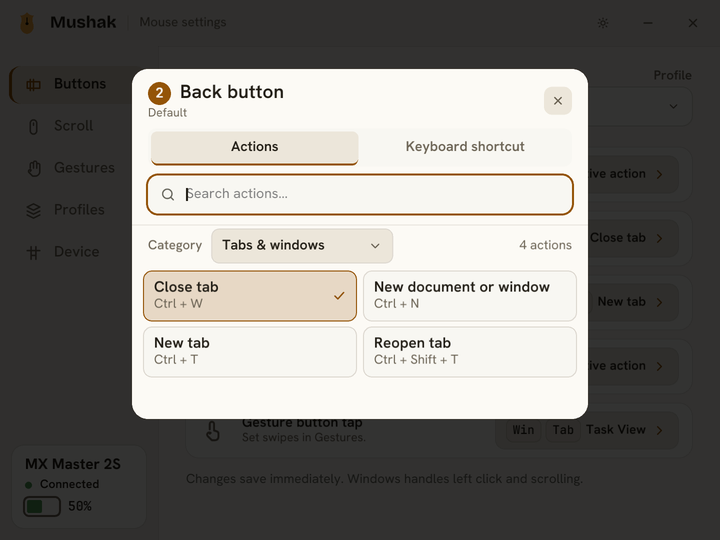 Mushak
Mouse settings
Buttons
Scroll
Gestures
Profiles
Device
MX Master 2S
Connected
50%
Profile
2 Back button
Default
Actions
Keyboard shortcut
Search actions...
Category
Tabs & windows
4 actions
Close tab
Ctrl + W
New document or window
Ctrl + N
New tab
Ctrl + T
Reopen tab
Ctrl + Shift + T
action
Close tab
New tab
action
Gesture button tap
Set swipes in Gestures.
Win Tab Task View
Changes save immediately. Windows handles left click and scrolling.